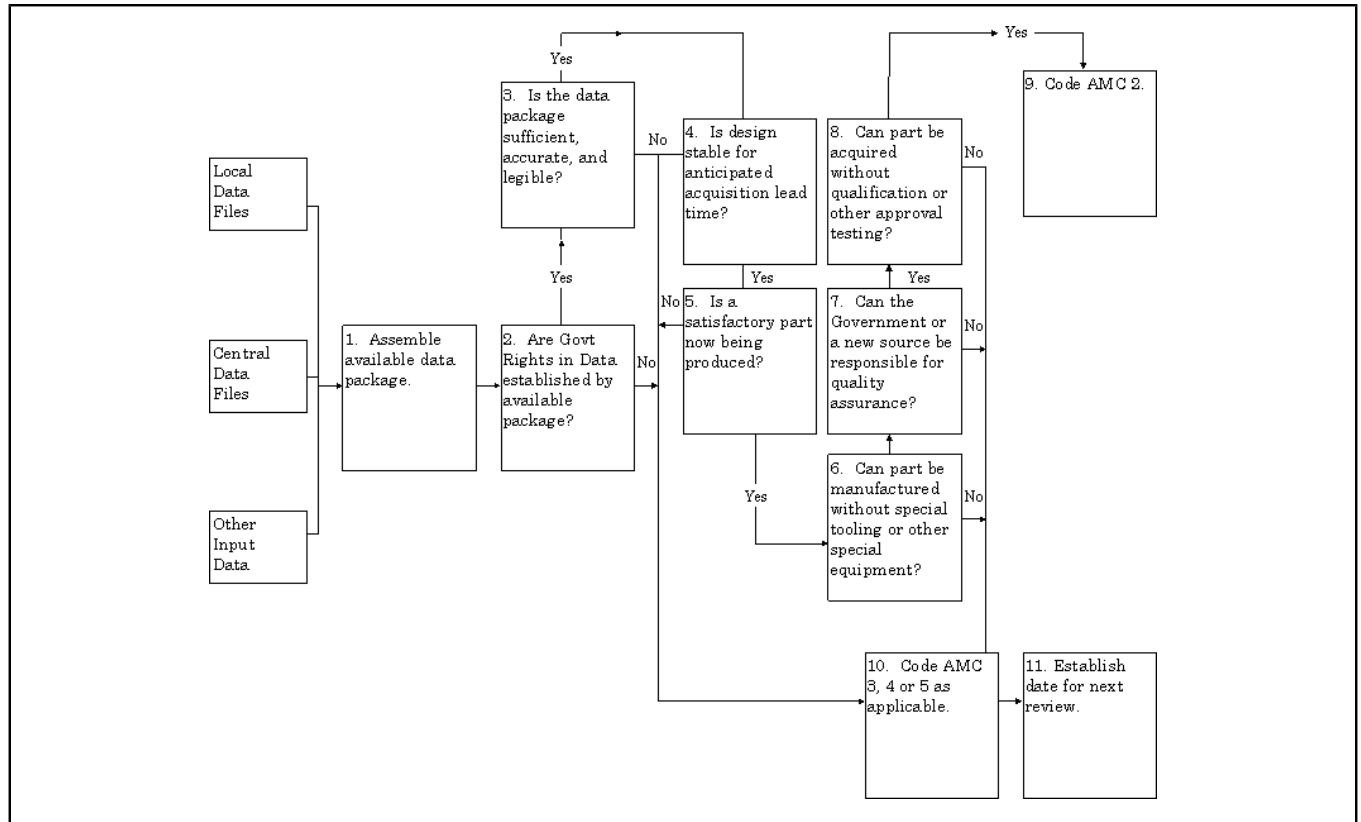 Local
Data
Files
Central
Data
Files
Other
Input
Data
1. Assemble
available data
package.
2. Are Govt
Rights in Data
established by
available
package?
No
Yes
3. Is the data
package
sufficient,
accurate, and
legible?
Yes
No
4. Is design
stable for
anticipated
acquisition lead
time?
Yes
No
5. Is a
satisfactory part
now being
produced?
Yes
6. Can part be
manufactured
without special
tooling or other
special
equipment?
No
7. Can the
Government or
a new source be
responsible for
quality
assurance?
No
Yes
8. Can part be
acquired
without
qualification or
other approval
testing?
No
Yes
9. Code AMC 2.
10. Code AMC
3, 4 or 5 as
applicable.
11. Establish
date for next
review.